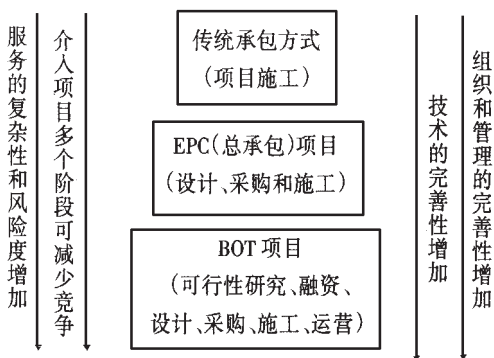 服务的复杂性和风险度增加
介入项目多个阶段可减少竞争
传统承包方式
(项目施工)
EPC(总承包)项目
(设计、采购和施工)
BOT 项目
(可行性研究、融资、
设计、采购、施工、运营)
技术的完善性增加
组织和管理的完善性增加